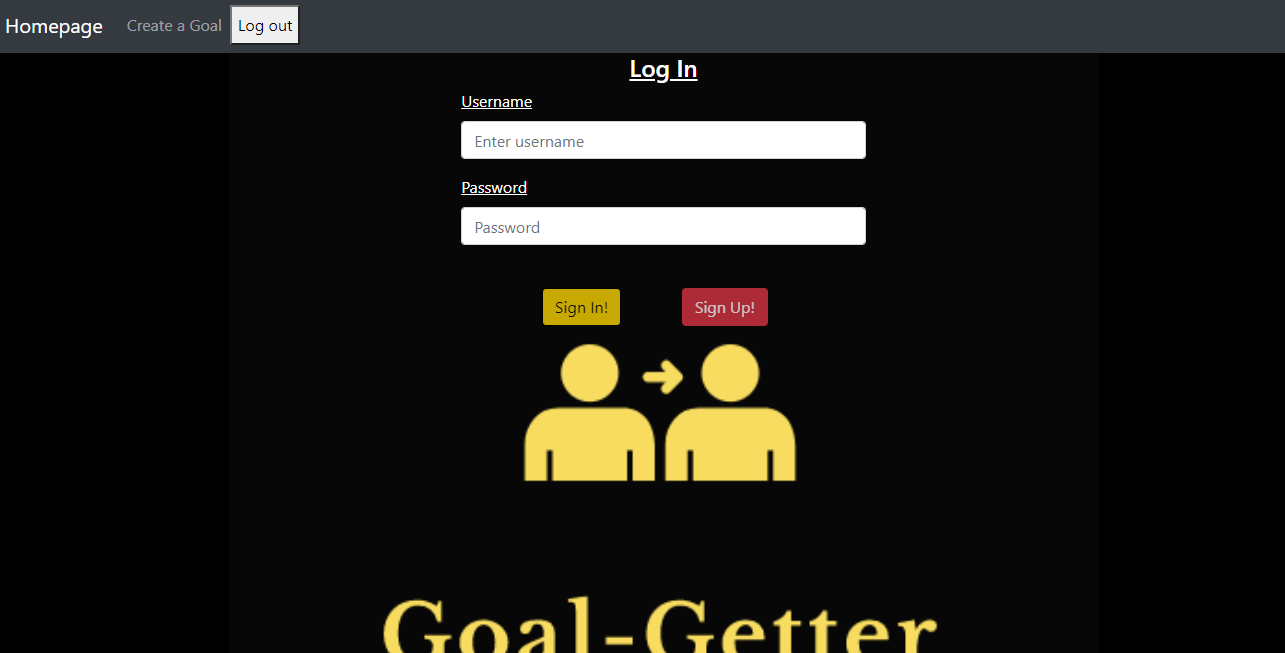 Homepage Create a Goal Log out
Log In
Username
Enter username
Password
Password
Sign In! Sign Up!
Goal-Getter